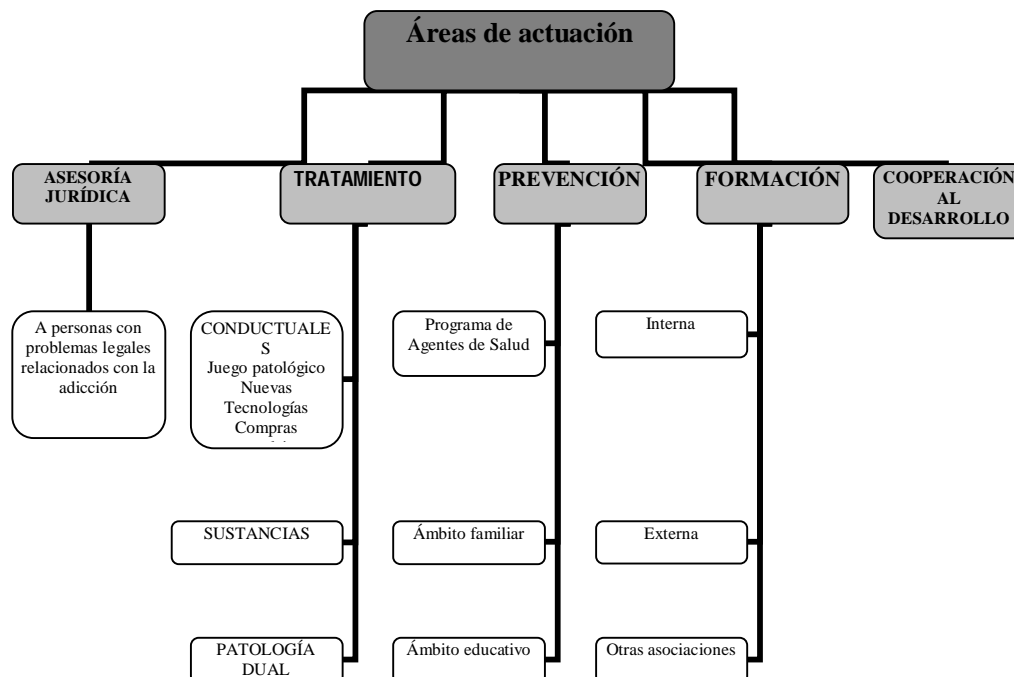 Áreas de actuación
ASESORÍA
JURÍDICA
TRATAMIENTO
PREVENCIÓN
FORMACIÓN
COOPERACIÓN
AL
DESARROLLO
A personas con
problemas legales
relacionados con la
adicción
CONDUCTUALE
S
Juego patológico
Nuevas
Tecnologías
Compras
Programa de
Agentes de Salud
Interna
SUSTANCIAS
Ámbito familiar
Externa
PATOLOGÍA
DUAL
Ámbito educativo
Otras asociaciones